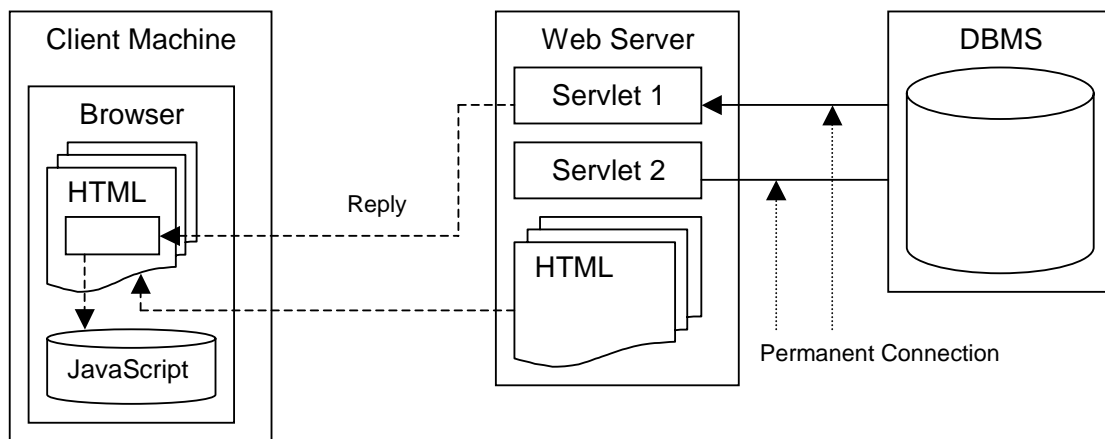 Client Machine
Web Server
DBMS
Browser
Servlet 1
HTML
Servlet 2
Reply
HTML
Permanent Connection
JavaScript